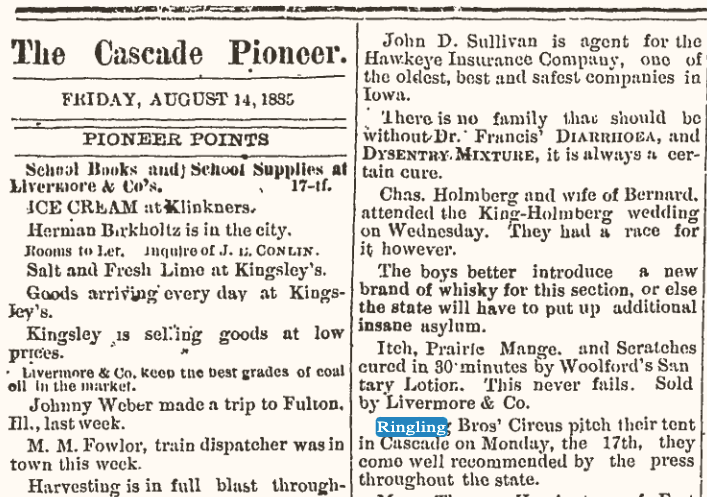 The Cascade Pioneer.
FRIDAY, AUGUST 14, 1885
PIONEER POINTS
School Books and School Supplies at
Livermore & Co's. 17-tf.
ICE CREAM at Klinkners.
Herman Birkholtz is in the city.
Rooms to Let. Inquire of J. E. CONLIN.
Salt and Fresh Lime at Kingsley's.
Goods arriving every day at Kings-
ley's.
Kingsley is selling goods at low
prices.
Livermore & Co. keep the best grades of coal
oil in the market.
Johnny Weber made a trip to Fulton,
Ill., last week.
M. M. Fowlor, train dispatcher was in
town this week.
Harvesting is in full blast through-
John D. Sullivan is agent for the
Hawkeye Insurance Company, one of
the oldest, best and safest companies in
Iowa.
There is no family that should be
without Dr. Francis' DIARRHOEA, and
DYSENTRY MIXTURE, it is always a cer-
tain cure.
Chas. Holmberg and wife of Bernard,
attended the King-Holmberg wedding
on Wednesday. They had a race for
it however.
The boys better introduce a new
brand of whisky for this section, or else
the state will have to put up additional
insane asylum.
Itch, Prairie Mange, and Scratches
cured in 30 minutes by Woolford's San
tary Lotion. This never fails. Sold
by Livermore & Co.
Ringling Bros' Circus pitch their tent
in Cascade on Monday, the 17th, they
come well recommended by the press
throughout the state.